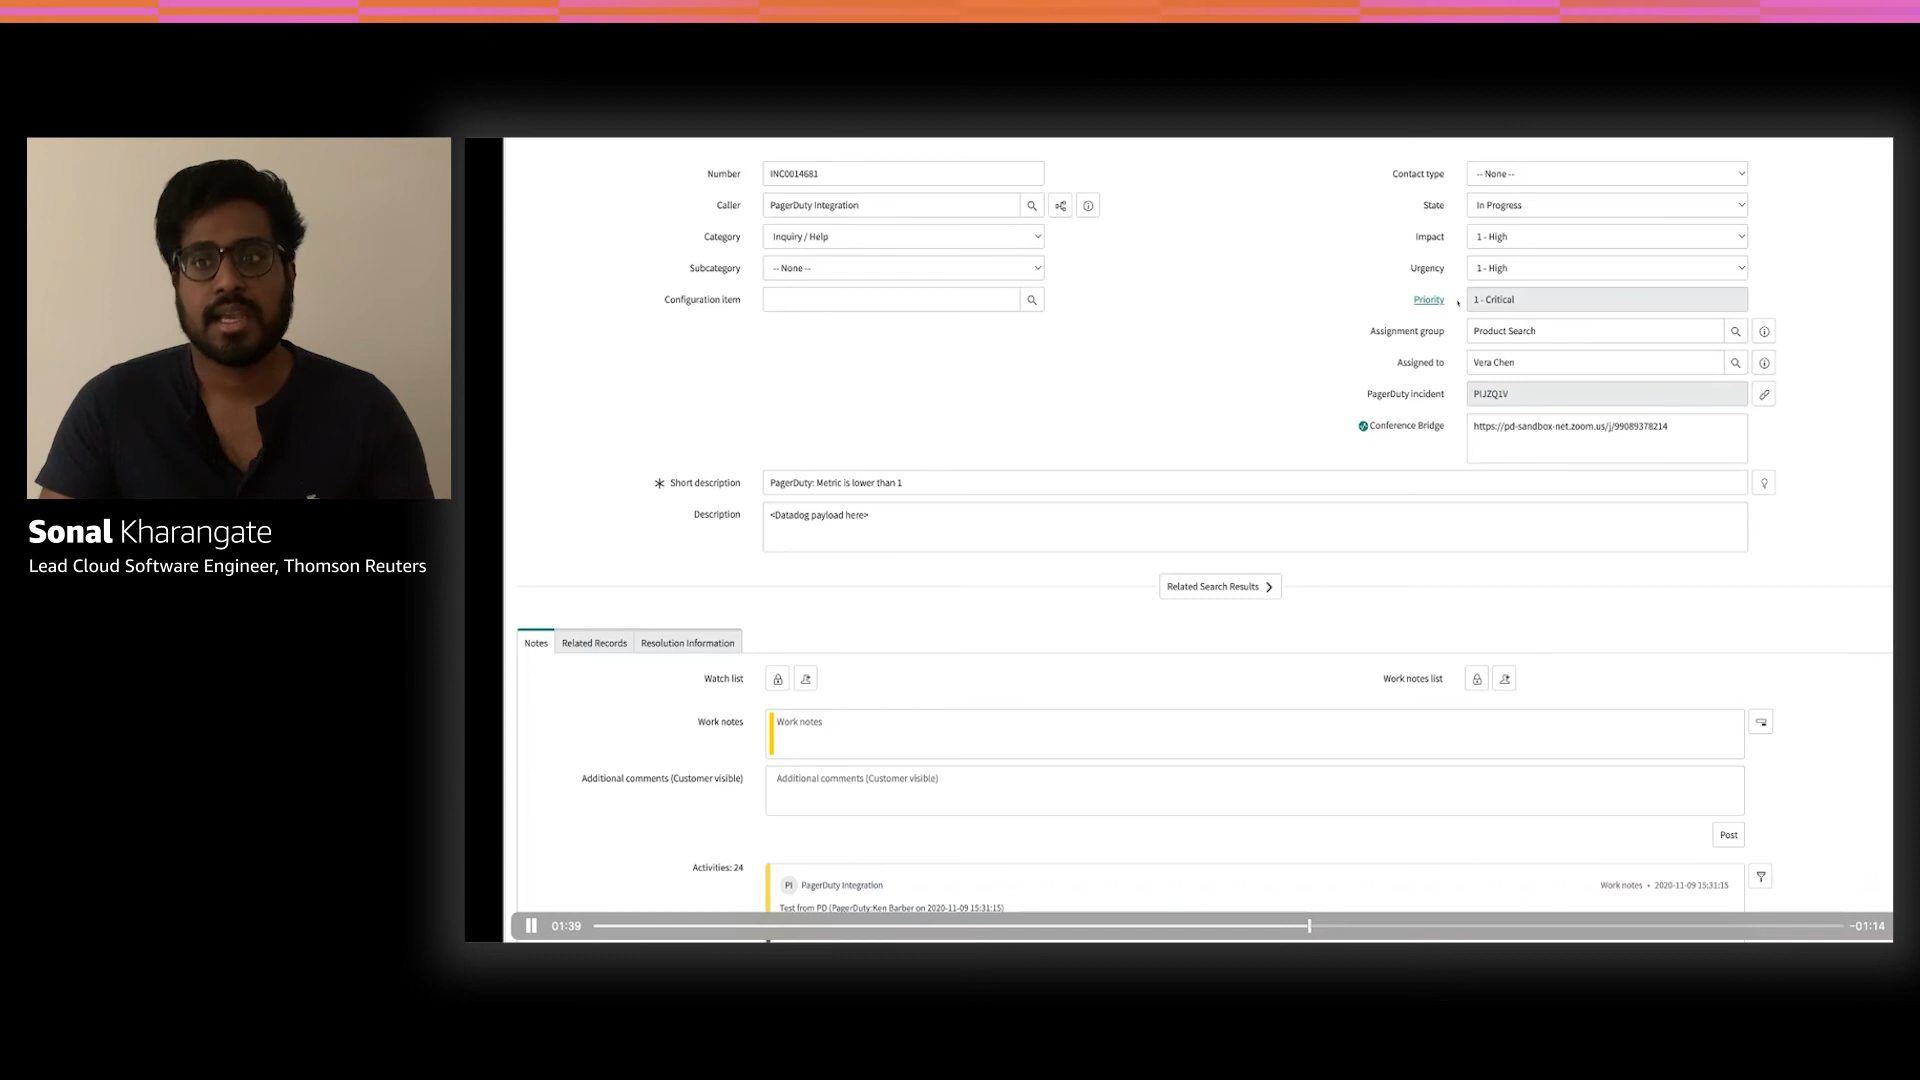 Sonal Kharangate
Lead Cloud Software Engineer, Thomson Reuters
Number INC0014681
Caller PagerDuty Integration
Category Inquiry / Help
Subcategory -- None --
Configuration item
Contact type -- None --
State In Progress
Impact 1 - High
Urgency 1 - High
Priority 1 - Critical
Assignment group Product Search
Assigned to Vera Chen
PagerDuty incident PIJZQ1V
Conference Bridge https://pd-sandbox-net.zoom.us/j/99089378214
Short description PagerDuty: Metric is lower than 1
Description <Datadog payload here>
Related Search Results
Notes Related Records Resolution Information
Watch list Work notes list
Work notes Work notes
Additional comments (Customer visible) Additional comments (Customer visible)
Post
Activities: 24 PI PagerDuty Integration Work notes • 2020-11-09 15:31:15
Test from PD [PagerDuty:Ken Barber on 2020-11-09 15:31:15]
01:39 −01:14